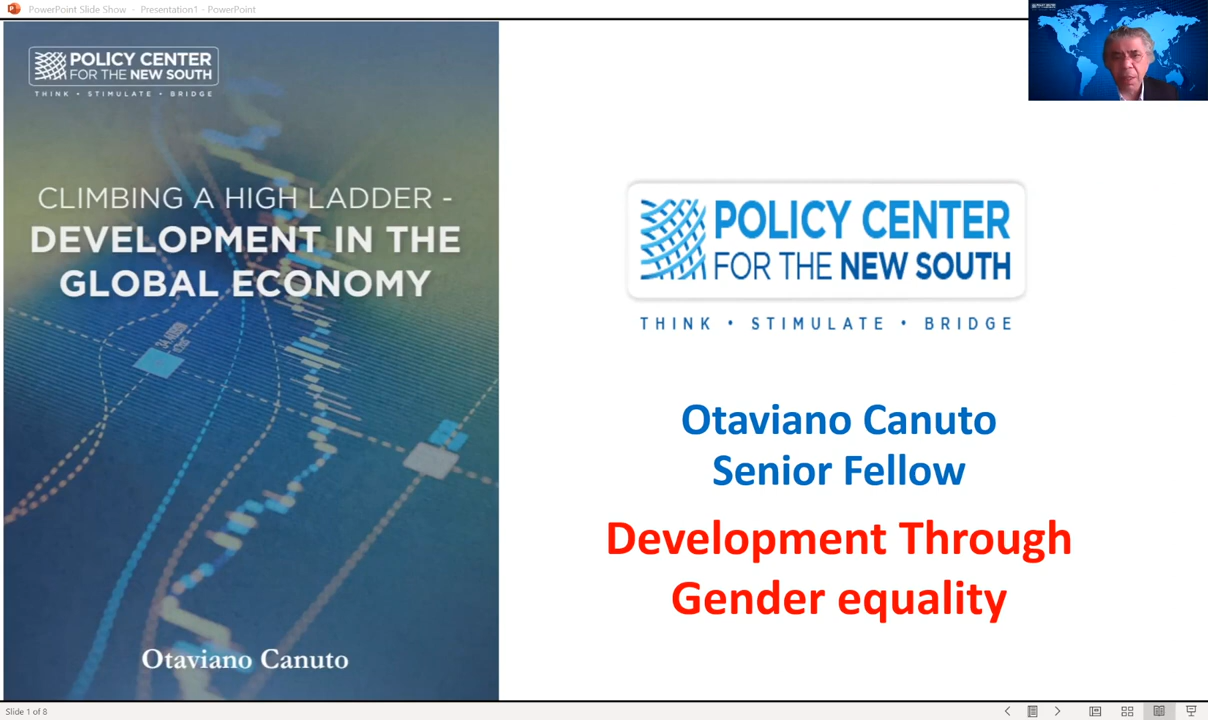 PowerPoint Slide Show - Presentation1 - PowerPoint
POLICY CENTER
FOR THE NEW SOUTH
THINK • STIMULATE • BRIDGE
CLIMBING A HIGH LADDER -
DEVELOPMENT IN THE
GLOBAL ECONOMY
Otaviano Canuto
POLICY CENTER
FOR THE NEW SOUTH
THINK • STIMULATE • BRIDGE
Otaviano Canuto
Senior Fellow
Development Through
Gender equality
Slide 1 of 8